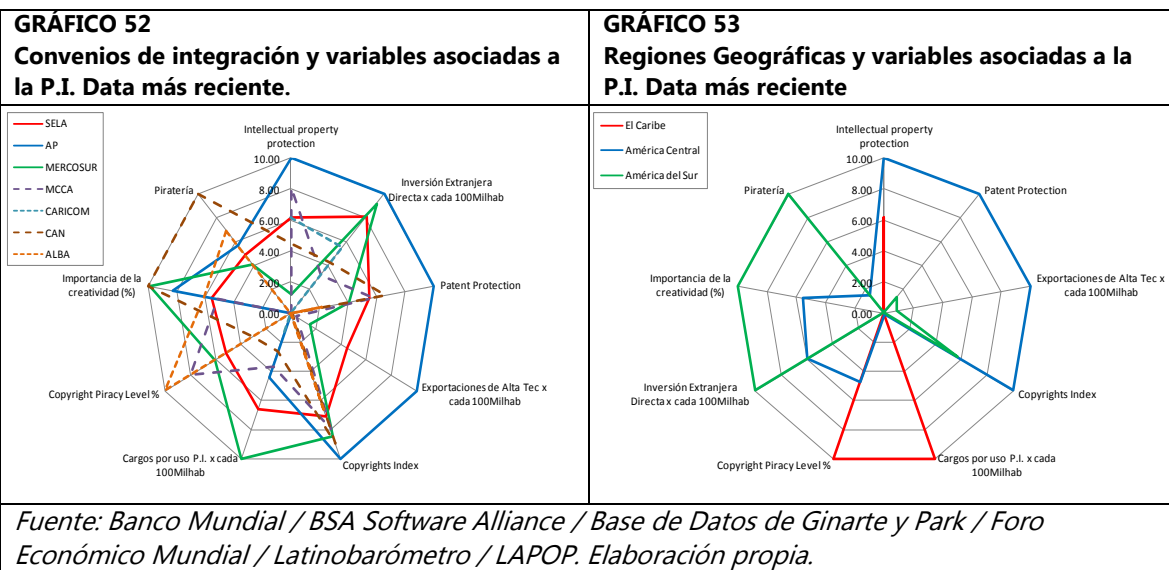 GRÁFICO 52
Convenios de integración y variables asociadas a
la P.I. Data más reciente.
SELA
AP
MERCOSUR
MCCA
CARICOM
CAN
ALBA
Intellectual property
protection
Inversión Extranjera
Directa x cada 100Milhab
Patent Protection
Exportaciones de Alta Tec x
cada 100Milhab
Copyrights Index
Cargos por uso P.I. x cada
100Milhab
Copyright Piracy Level %
Importancia de la
creatividad (%)
Piratería
10.00
8.00
6.00
4.00
2.00
0.00
GRÁFICO 53
Regiones Geográficas y variables asociadas a la
P.I. Data más reciente
El Caribe
América Central
América del Sur
Intellectual property
protection
Patent Protection
Exportaciones de Alta Tec x
cada 100Milhab
Copyrights Index
Cargos por uso P.I. x cada
100Milhab
Copyright Piracy Level %
Inversión Extranjera
Directa x cada 100Milhab
Importancia de la
creatividad (%)
Piratería
10.00
8.00
6.00
4.00
2.00
0.00
Fuente: Banco Mundial / BSA Software Alliance / Base de Datos de Ginarte y Park / Foro
Económico Mundial / Latinobarómetro / LAPOP. Elaboración propia.